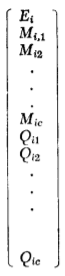 E_i
M_{i,1}
M_{i2}
.
.
.
M_{ic}
Q_{i1}
Q_{i2}
.
.
.
Q_{ic}